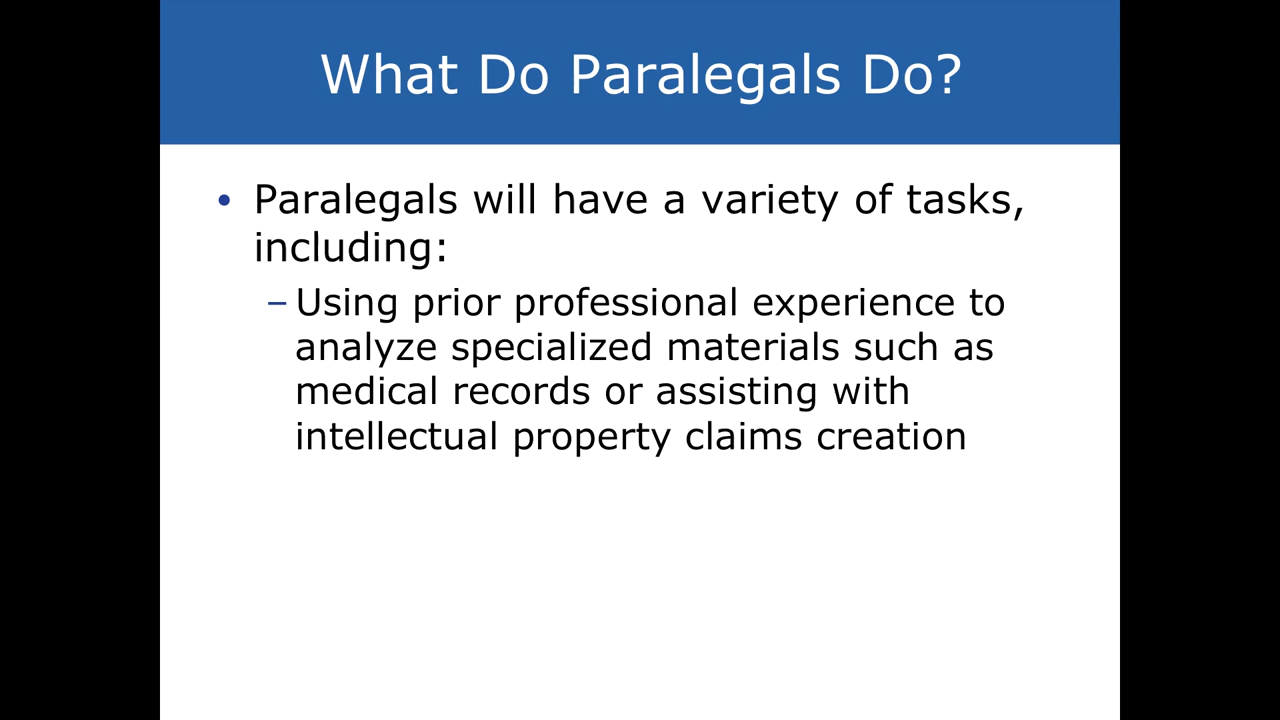 What Do Paralegals Do?
• Paralegals will have a variety of tasks,
including:
– Using prior professional experience to
analyze specialized materials such as
medical records or assisting with
intellectual property claims creation